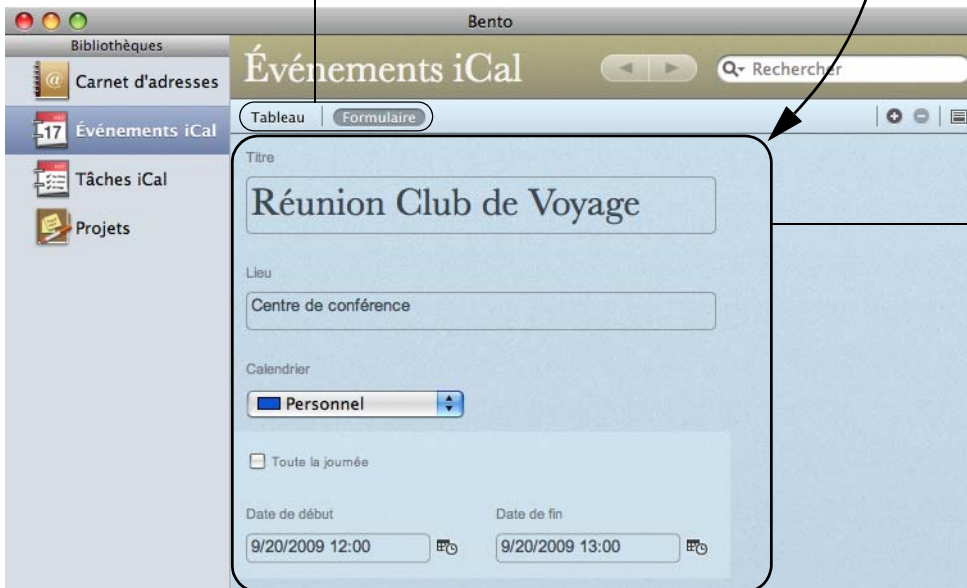 Bento
Bibliothèques
Carnet d'adresses
17 Événements iCal
Tâches iCal
Projets
Événements iCal
Rechercher
Tableau Formulaire
Titre
Réunion Club de Voyage
Lieu
Centre de conférence
Calendrier
Personnel
Toute la journée
Date de début Date de fin
9/20/2009 12:00 9/20/2009 13:00